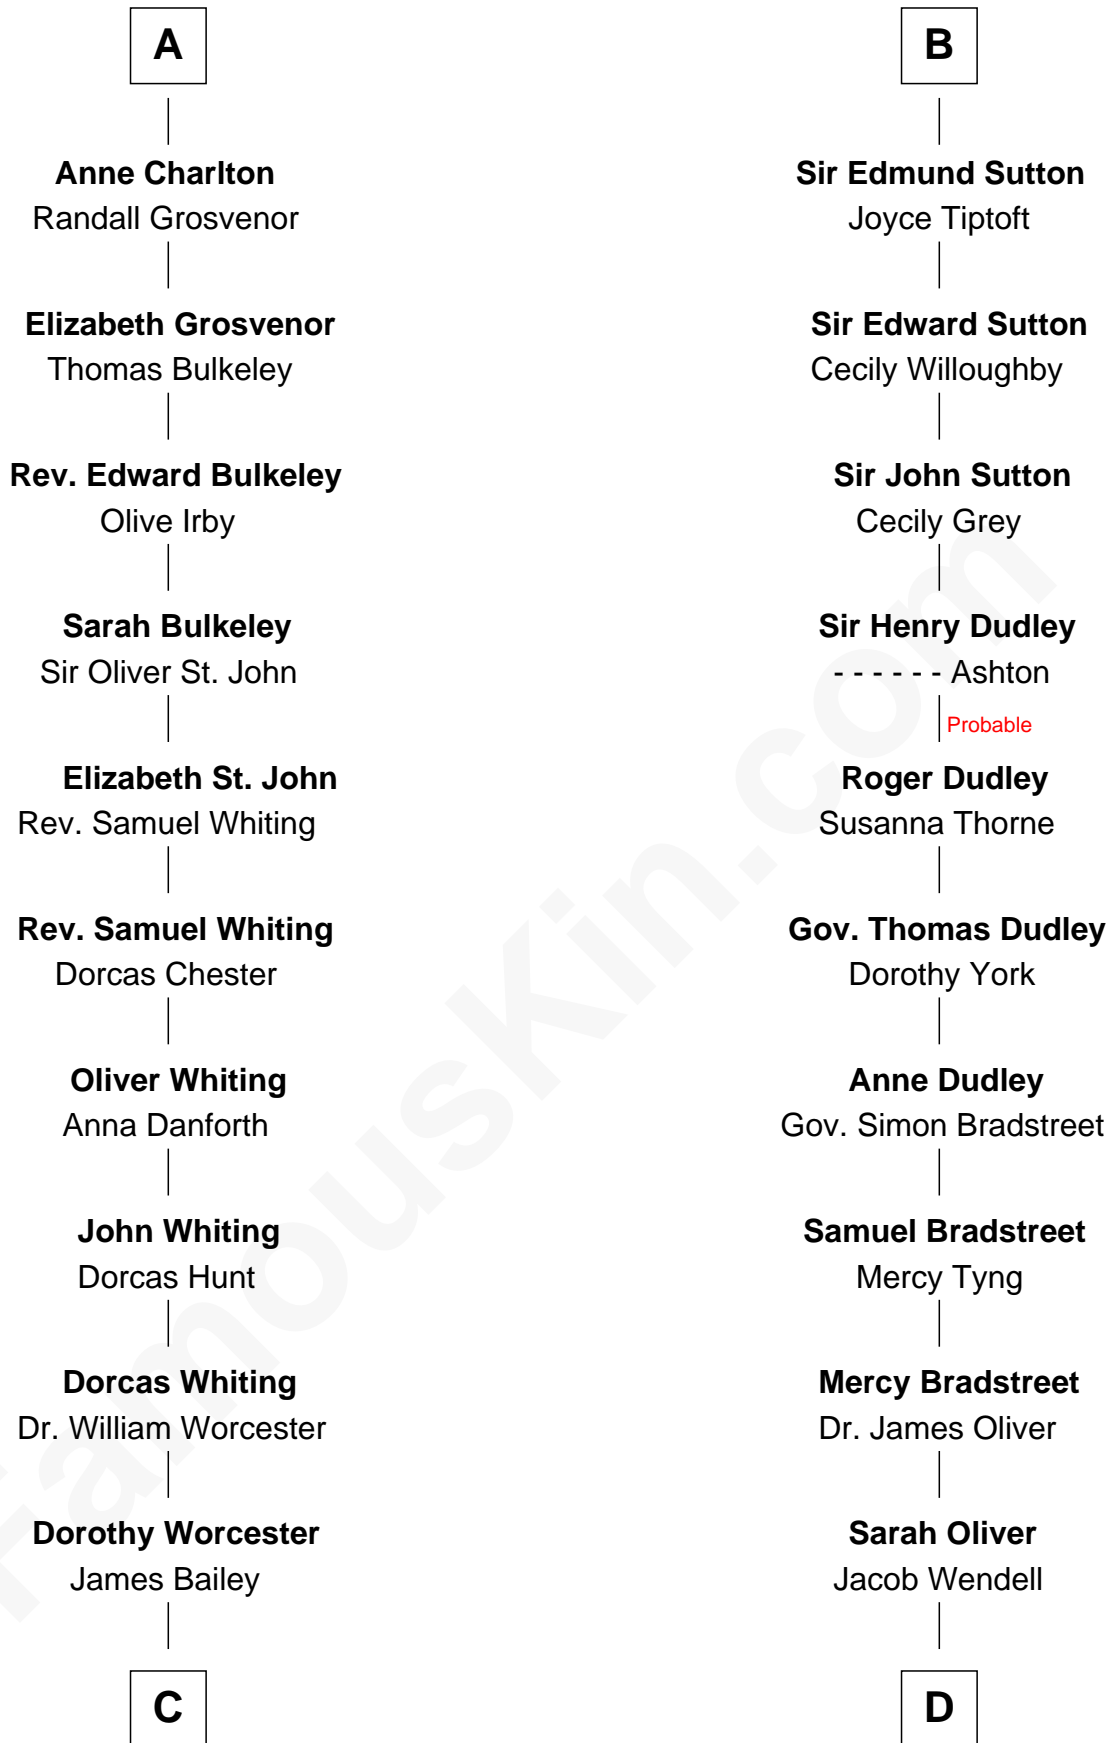 A
Anne Charlton
Randall Grosvenor
Elizabeth Grosvenor
Thomas Bulkeley
Rev. Edward Bulkeley
Olive Irby
Sarah Bulkeley
Sir Oliver St. John
Elizabeth St. John
Rev. Samuel Whiting
Rev. Samuel Whiting
Dorcas Chester
Oliver Whiting
Anna Danforth
John Whiting
Dorcas Hunt
Dorcas Whiting
Dr. William Worcester
Dorothy Worcester
James Bailey
C
B
Sir Edmund Sutton
Joyce Tiptoft
Sir Edward Sutton
Cecily Willoughby
Sir John Sutton
Cecily Grey
Sir Henry Dudley
- - - - - - Ashton
Probable
Roger Dudley
Susanna Thorne
Gov. Thomas Dudley
Dorothy York
Anne Dudley
Gov. Simon Bradstreet
Samuel Bradstreet
Mercy Tyng
Mercy Bradstreet
Dr. James Oliver
Sarah Oliver
Jacob Wendell
D
FamousKin.com